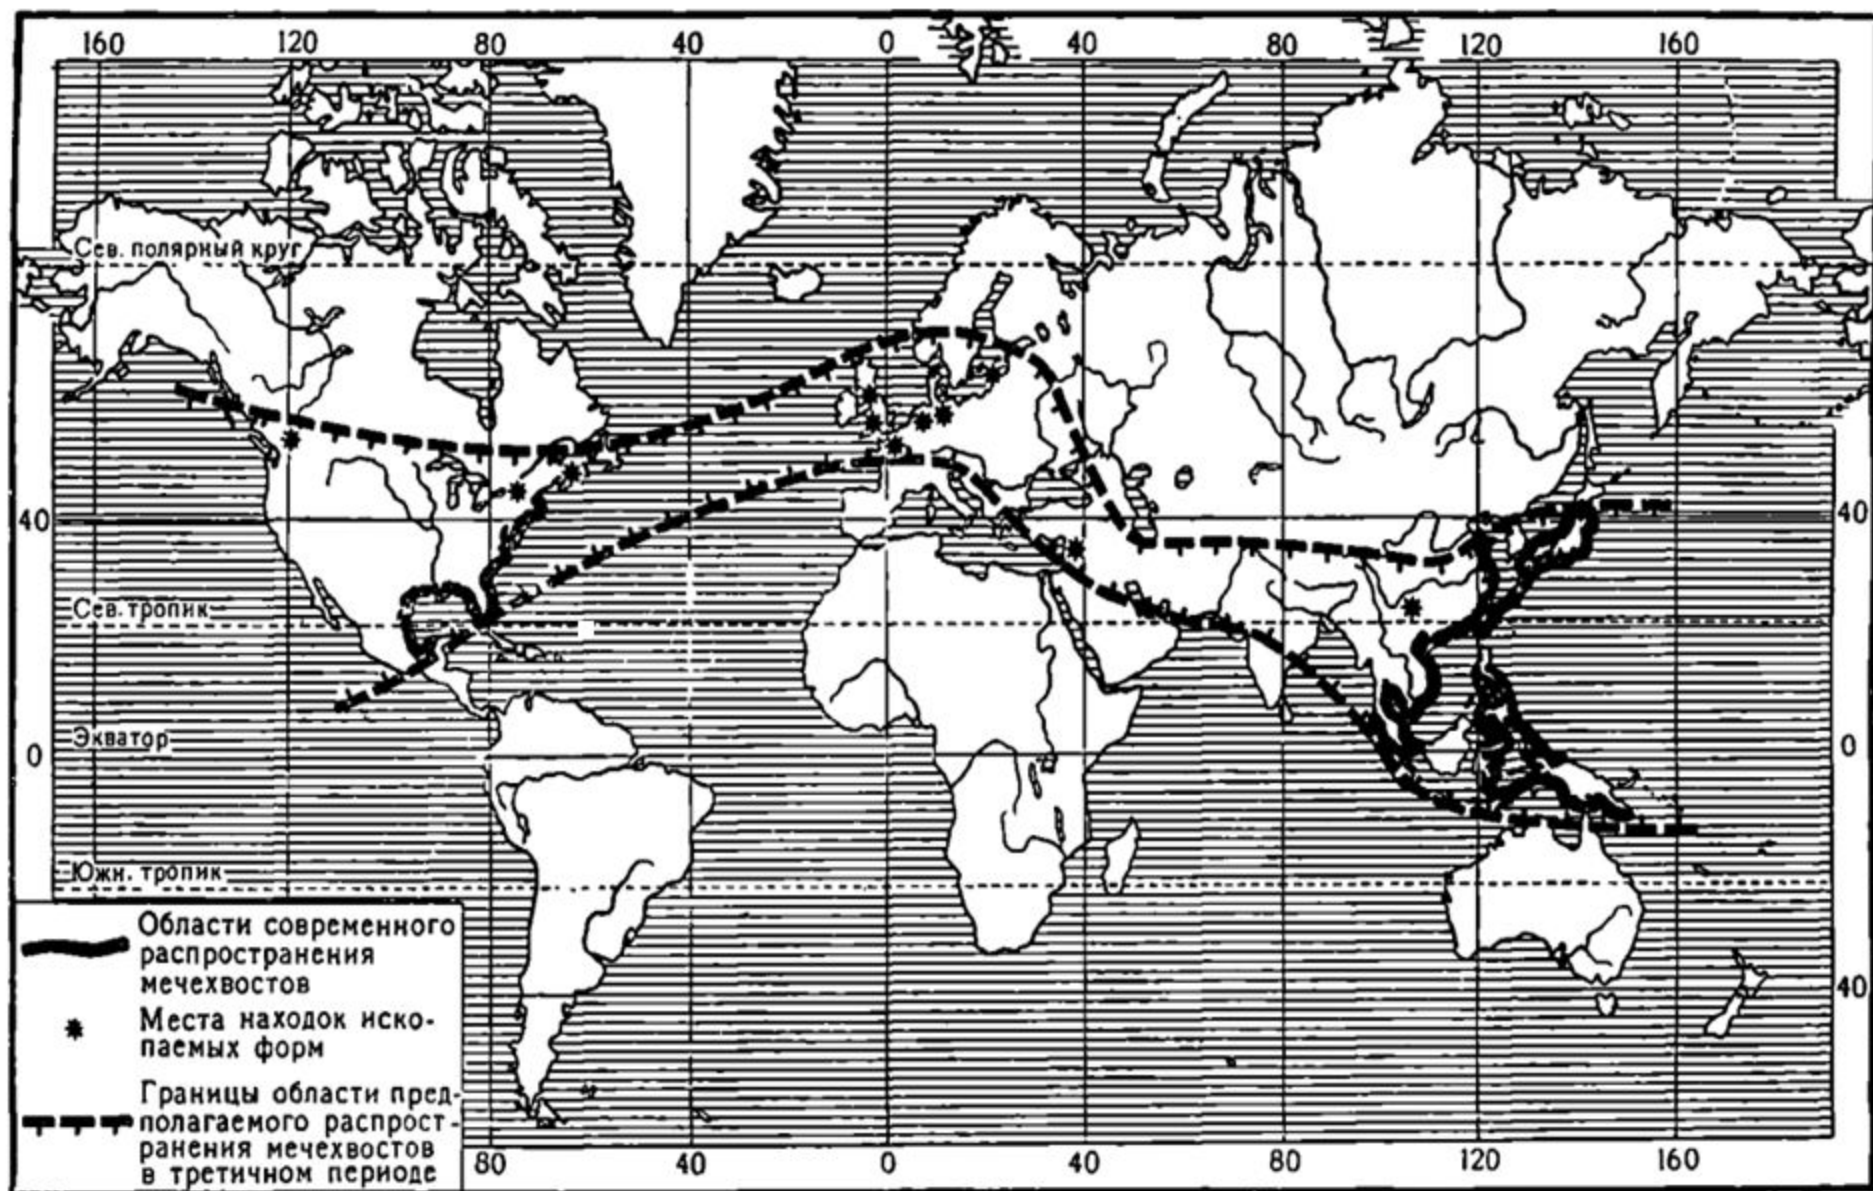 160 120 80 40 0 40 80 120 160
Сев. полярный круг
40 40
Сев. тропик
Экватор
0 0
Южн. тропик
40
Области современного
распространения
мечехвостов
Места находок иско-
паемых форм
Границы области пред-
полагаемого распрост-
ранения мечехвостов
в третичном периоде
80 40 0 40 80 120 160